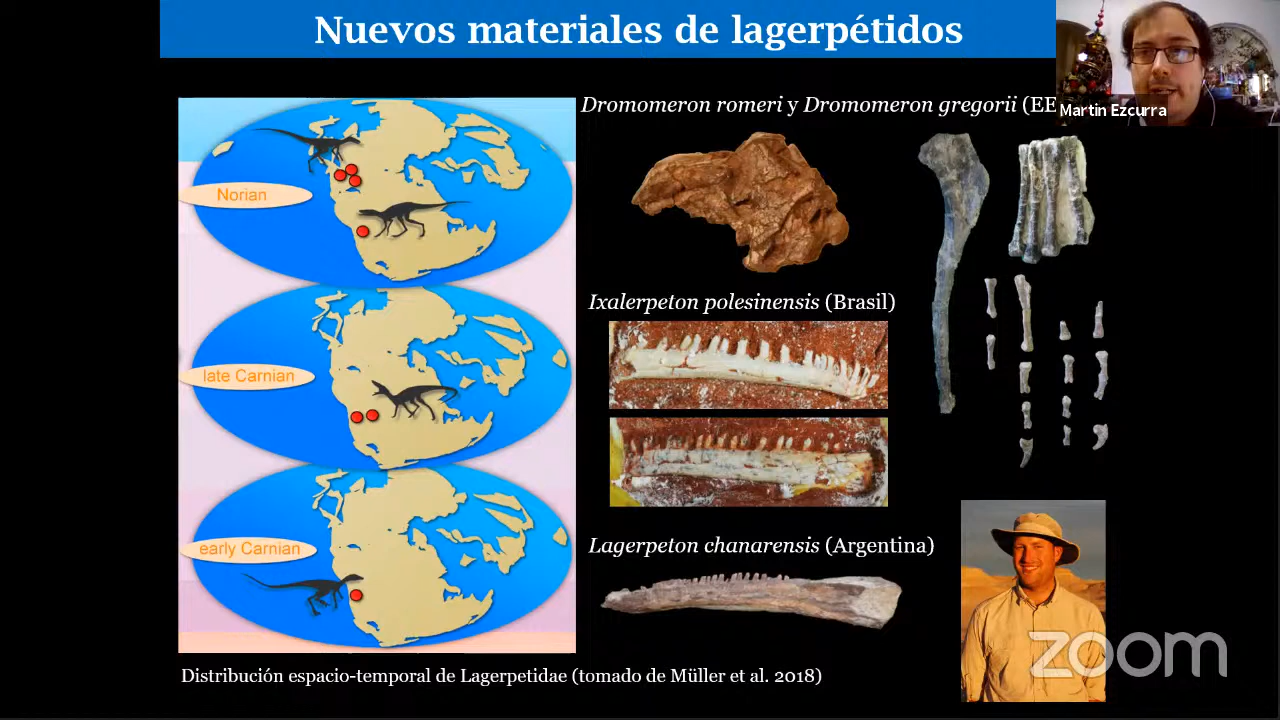 Nuevos materiales de lagerpétidos
Martin Ezcurra
Dromomeron romeri y Dromomeron gregorii (EE
Norian
late Carnian
early Carnian
Ixalerpeton polesinensis (Brasil)
Lagerpeton chanarensis (Argentina)
Distribución espacio-temporal de Lagerpetidae (tomado de Müller et al. 2018)
zoom